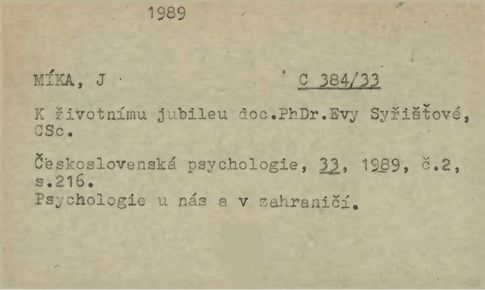 1989
MÍKA, J  C 384/33
K životnímu jubileu doc.PhDr.Evy Syřišťové,
CSc.
Československá psychologie, 33, 1989, č.2,
s.216.
Psychologie u nás a v zahraničí.